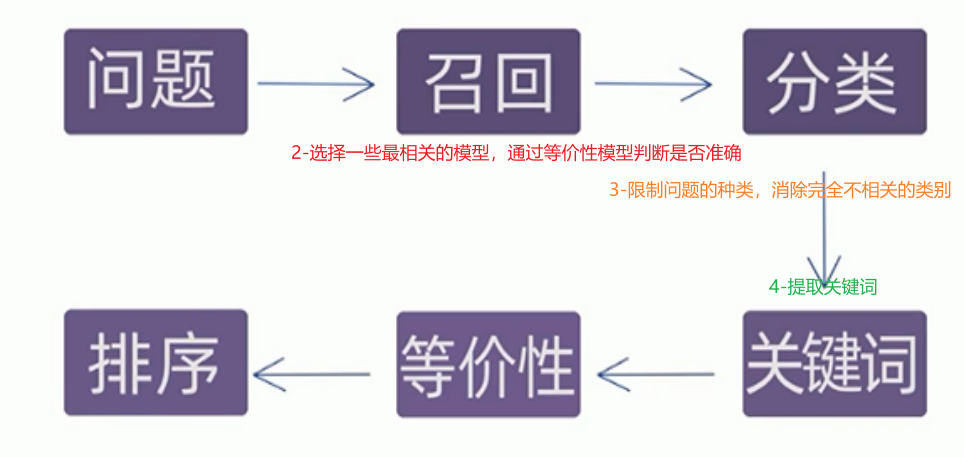 问题
召回
分类
2-选择一些最相关的模型，通过等价性模型判断是否准确
3-限制问题的种类，消除完全不相关的类别
4-提取关键词
排序
等价性
关键词